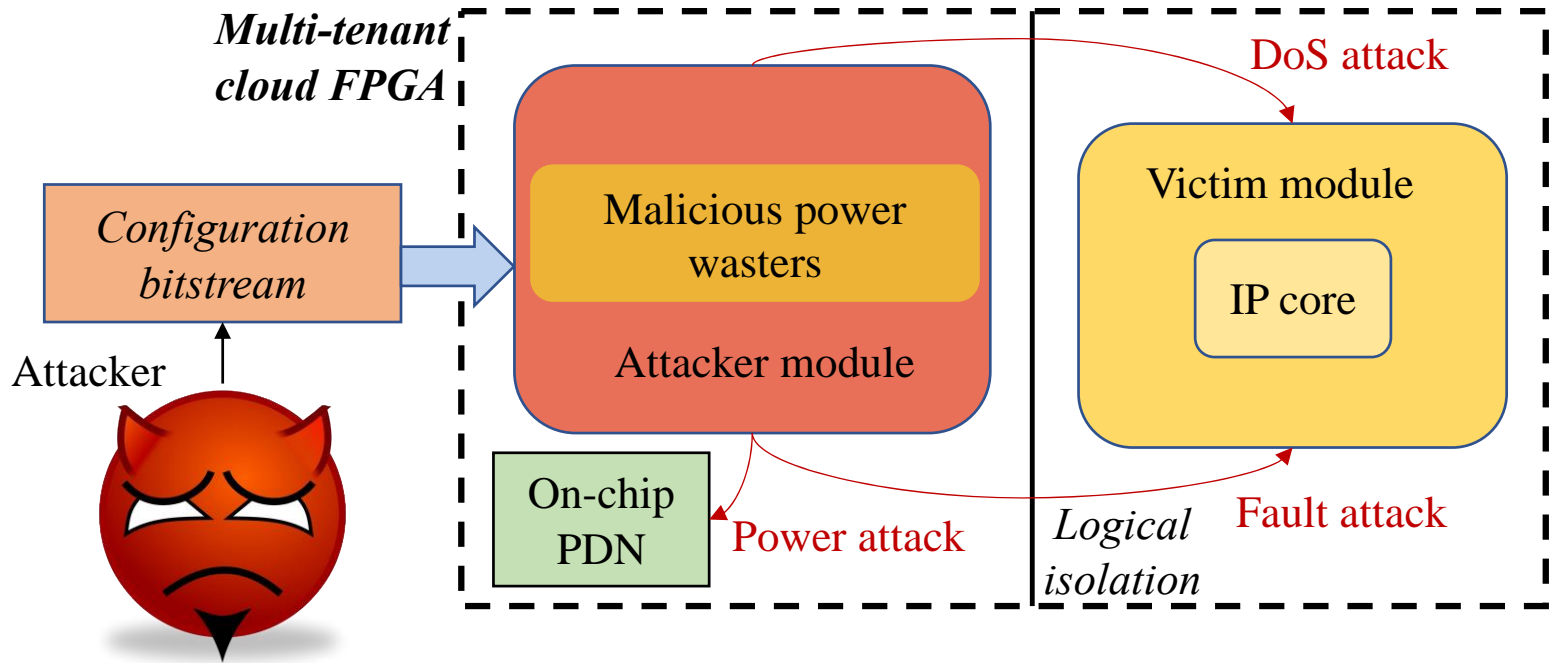 Multi-tenant
cloud FPGA
DoS attack
Victim module
Malicious power
wasters
Configuration
bitstream
IP core
Attacker module
Attacker
On-chip
PDN
Power attack
Fault attack
Logical
isolation